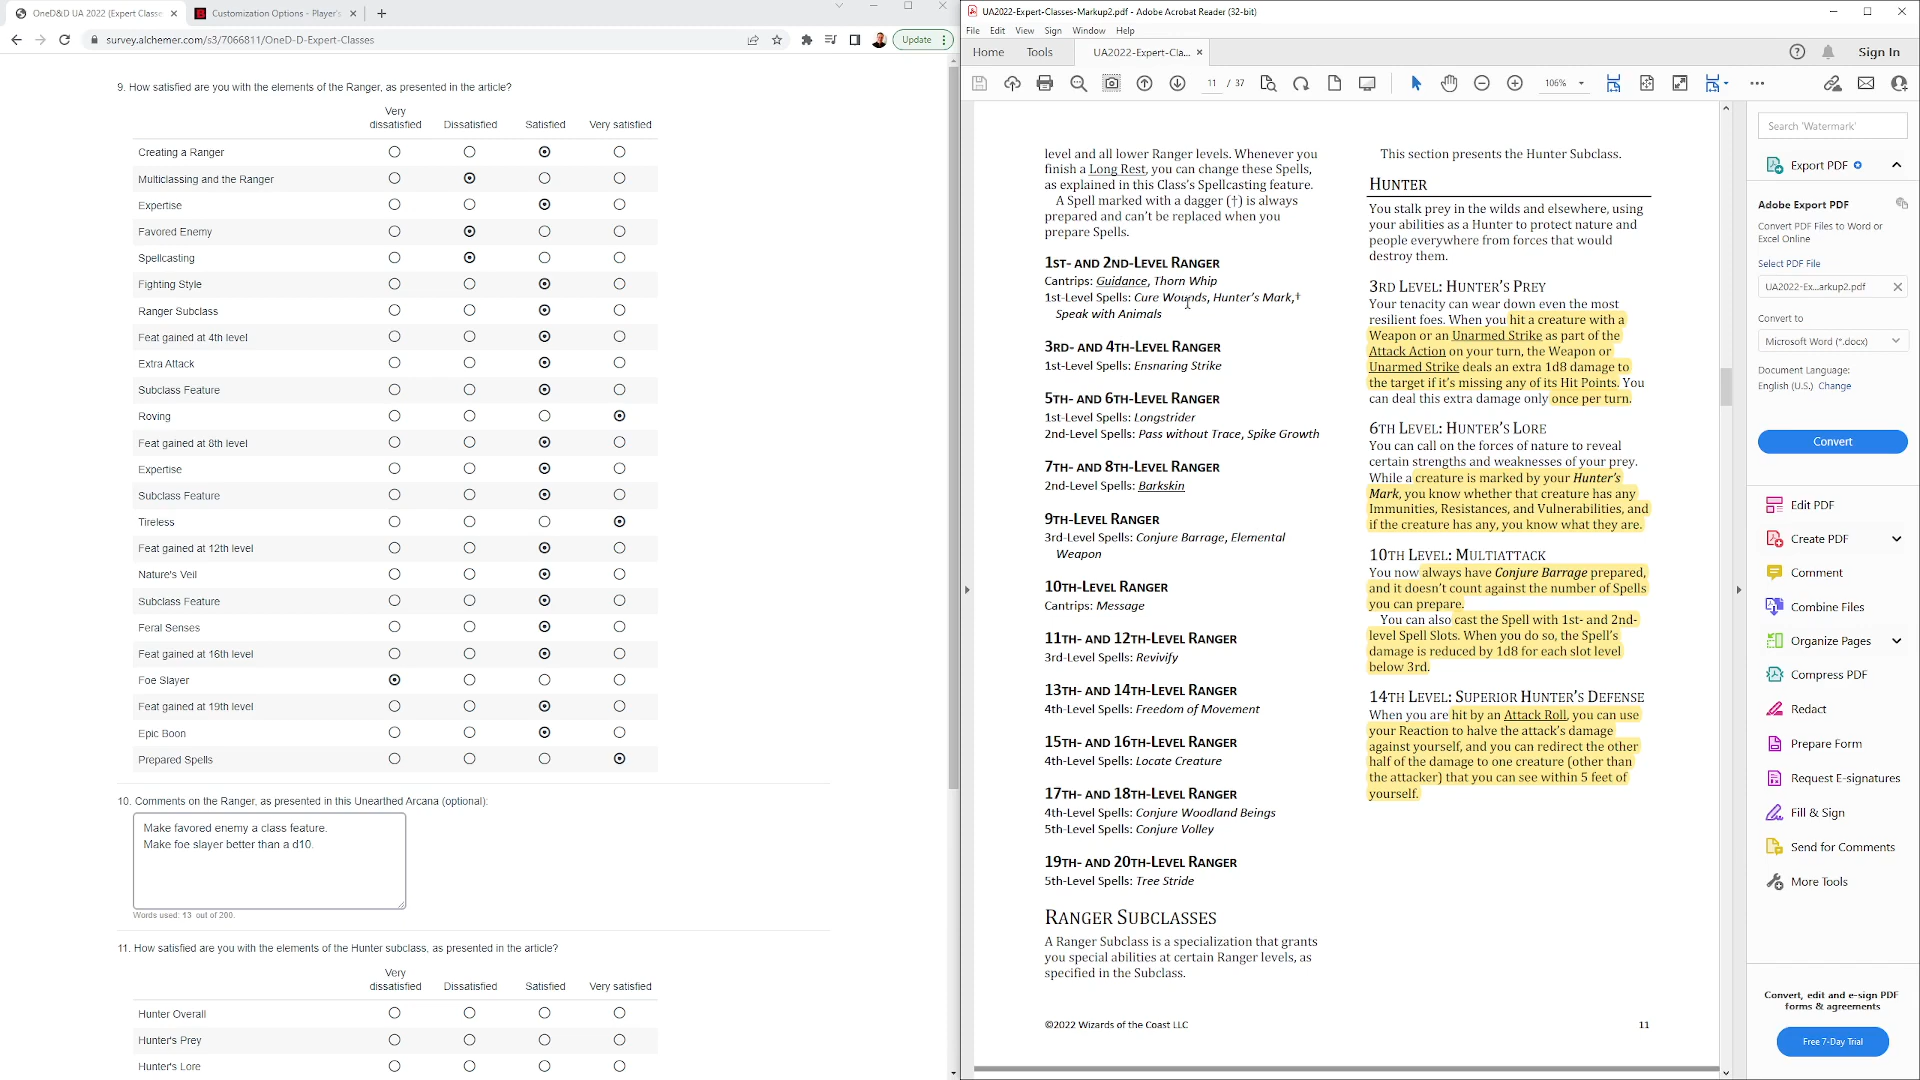 OneD&D UA 2022 (Expert Classe
Customization Options - Player's
survey.alchemer.com/s3/7066811/OneD-D-Expert-Classes
Update
9. How satisfied are you with the elements of the Ranger, as presented in the article?
Very
dissatisfied Dissatisfied Satisfied Very satisfied
Creating a Ranger
Multiclassing and the Ranger
Expertise
Favored Enemy
Spellcasting
Fighting Style
Ranger Subclass
Feat gained at 4th level
Extra Attack
Subclass Feature
Roving
Feat gained at 8th level
Expertise
Subclass Feature
Tireless
Feat gained at 12th level
Nature's Veil
Subclass Feature
Feral Senses
Feat gained at 16th level
Foe Slayer
Feat gained at 19th level
Epic Boon
Prepared Spells
10. Comments on the Ranger, as presented in this Unearthed Arcana (optional):
Make favored enemy a class feature.
Make foe slayer better than a d10.
Words used: 13 out of 200.
11. How satisfied are you with the elements of the Hunter subclass, as presented in the article?
Very
dissatisfied Dissatisfied Satisfied Very satisfied
Hunter Overall
Hunter's Prey
Hunter's Lore
UA2022-Expert-Classes-Markup2.pdf - Adobe Acrobat Reader (32-bit)
File Edit View Sign Window Help
Home Tools UA2022-Expert-Cla... Sign In
11 / 37 106%
level and all lower Ranger levels. Whenever you
finish a Long Rest, you can change these Spells,
as explained in this Class's Spellcasting feature.
A Spell marked with a dagger (†) is always
prepared and can't be replaced when you
prepare Spells.
1ST- AND 2ND-LEVEL RANGER
Cantrips: Guidance, Thorn Whip
1st-Level Spells: Cure Wounds, Hunter's Mark,†
Speak with Animals
3RD- AND 4TH-LEVEL RANGER
1st-Level Spells: Ensnaring Strike
5TH- AND 6TH-LEVEL RANGER
1st-Level Spells: Longstrider
2nd-Level Spells: Pass without Trace, Spike Growth
7TH- AND 8TH-LEVEL RANGER
2nd-Level Spells: Barkskin
9TH-LEVEL RANGER
3rd-Level Spells: Conjure Barrage, Elemental
Weapon
10TH-LEVEL RANGER
Cantrips: Message
11TH- AND 12TH-LEVEL RANGER
3rd-Level Spells: Revivify
13TH- AND 14TH-LEVEL RANGER
4th-Level Spells: Freedom of Movement
15TH- AND 16TH-LEVEL RANGER
4th-Level Spells: Locate Creature
17TH- AND 18TH-LEVEL RANGER
4th-Level Spells: Conjure Woodland Beings
5th-Level Spells: Conjure Volley
19TH- AND 20TH-LEVEL RANGER
5th-Level Spells: Tree Stride
RANGER SUBCLASSES
A Ranger Subclass is a specialization that grants
you special abilities at certain Ranger levels, as
specified in the Subclass.
This section presents the Hunter Subclass.
HUNTER
You stalk prey in the wilds and elsewhere, using
your abilities as a Hunter to protect nature and
people everywhere from forces that would
destroy them.
3RD LEVEL: HUNTER'S PREY
Your tenacity can wear down even the most
resilient foes. When you hit a creature with a
Weapon or an Unarmed Strike as part of the
Attack Action on your turn, the Weapon or
Unarmed Strike deals an extra 1d8 damage to
the target if it's missing any of its Hit Points. You
can deal this extra damage only once per turn.
6TH LEVEL: HUNTER'S LORE
You can call on the forces of nature to reveal
certain strengths and weaknesses of your prey.
While a creature is marked by your Hunter's
Mark, you know whether that creature has any
Immunities, Resistances, and Vulnerabilities, and
if the creature has any, you know what they are.
10TH LEVEL: MULTIATTACK
You now always have Conjure Barrage prepared,
and it doesn't count against the number of Spells
you can prepare.
You can also cast the Spell with 1st- and 2nd-
level Spell Slots. When you do so, the Spell's
damage is reduced by 1d8 for each slot level
below 3rd.
14TH LEVEL: SUPERIOR HUNTER'S DEFENSE
When you are hit by an Attack Roll, you can use
your Reaction to halve the attack's damage
against yourself, and you can redirect the other
half of the damage to one creature (other than
the attacker) that you can see within 5 feet of
yourself.
©2022 Wizards of the Coast LLC 11
Search 'Watermark'
Export PDF
Adobe Export PDF
Convert PDF Files to Word or
Excel Online
Select PDF File
UA2022-Ex...arkup2.pdf
Convert to
Microsoft Word (*.docx)
Document Language:
English (U.S.) Change
Convert
Edit PDF
Create PDF
Comment
Combine Files
Organize Pages
Compress PDF
Redact
Prepare Form
Request E-signatures
Fill & Sign
Send for Comments
More Tools
Convert, edit and e-sign PDF
forms & agreements
Free 7-Day Trial